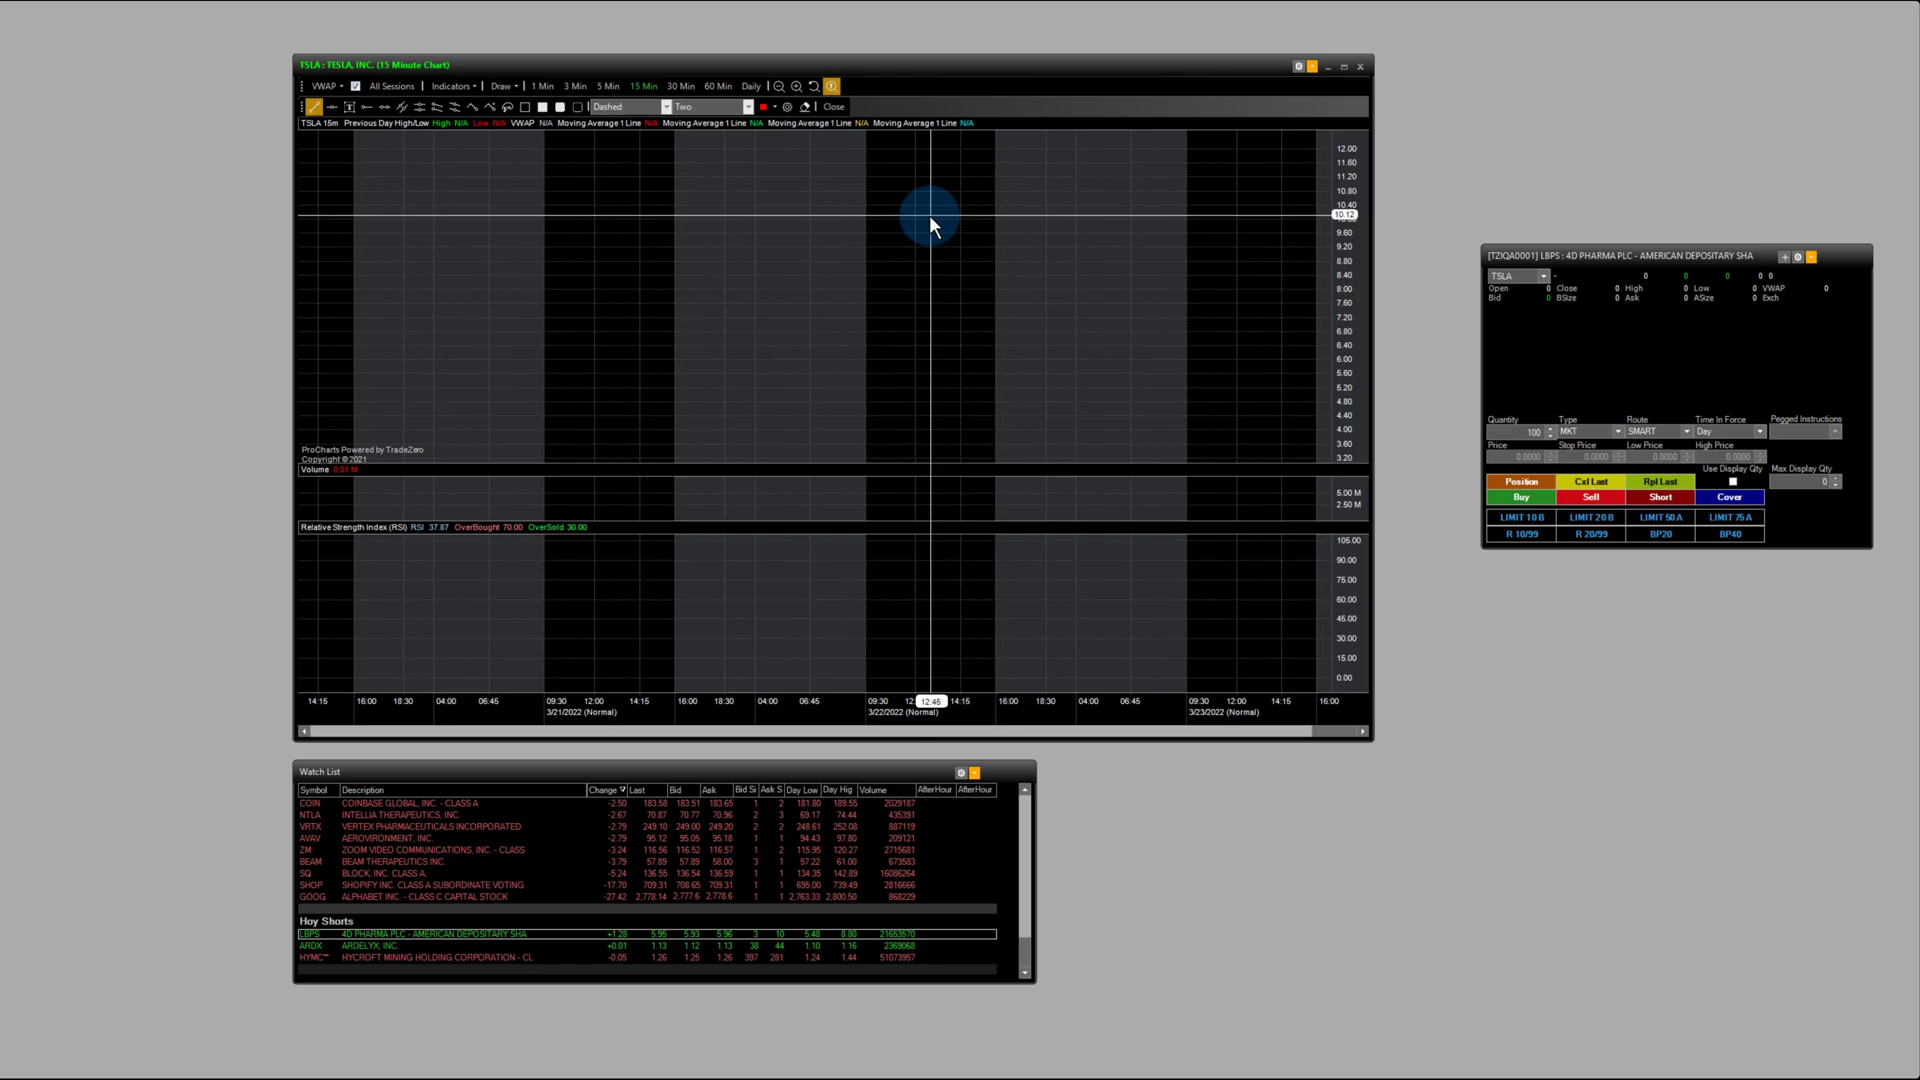 TSLA : TESLA, INC. (15 Minute Chart)
VWAP All Sessions Indicators Draw 1 Min 3 Min 5 Min 15 Min 30 Min 60 Min Daily
Dashed Two Close
TSLA 15m Previous Day High/Low High N/A Low N/A VWAP N/A Moving Average 1 Line N/A Moving Average 1 Line N/A Moving Average 1 Line N/A Moving Average 1 Line N/A
12.00
11.60
11.20
10.80
10.40
10.12
9.60
9.20
8.80
8.40
8.00
7.60
7.20
6.80
6.40
6.00
5.60
5.20
4.80
4.40
4.00
3.60
3.20
ProCharts Powered by TradeZero
Copyright © 2021
Volume 0.01 M
5.00 M
2.50 M
Relative Strength Index (RSI) RSI 37.87 OverBought 70.00 OverSold 30.00
105.00
90.00
75.00
60.00
45.00
30.00
15.00
0.00
14:15 16:00 18:30 04:00 06:45 09:30 12:00 14:15 16:00 18:30 04:00 06:45 09:30 12:45 14:15 16:00 18:30 04:00 06:45 09:30 12:00 14:15 16:00
3/21/2022 (Normal) 3/22/2022 (Normal) 3/23/2022 (Normal)
[TZIQA0001] LBPS : 4D PHARMA PLC - AMERICAN DEPOSITARY SHA
TSLA - 0 0 0 0 0
Open 0 Close 0 High 0 Low 0 VWAP 0
Bid 0 BSize 0 Ask 0 ASize 0 Exch
Quantity Type Route Time In Force Pegged Instructions
100 MKT SMART Day
Price Stop Price Low Price High Price
0.0000 0.0000 0.0000 0.0000
Use Display Qty Max Display Qty
0
Position Cxl Last Rpl Last
Buy Sell Short Cover
LIMIT 10 B LIMIT 20 B LIMIT 50 A LIMIT 75 A
R 10/99 R 20/99 BP20 BP40
Watch List
Symbol Description Change Last Bid Ask Bid Si Ask S Day Low Day Hig Volume AfterHour AfterHour
COIN COINBASE GLOBAL, INC. - CLASS A -2.50 183.58 183.51 183.65 1 2 181.80 189.55 2029187
NTLA INTELLIA THERAPEUTICS, INC. -2.67 70.87 70.77 70.96 2 3 69.17 74.44 435391
VRTX VERTEX PHARMACEUTICALS INCORPORATED -2.79 249.10 249.00 249.20 2 2 248.61 252.08 887119
AVAV AEROVIRONMENT, INC. -2.79 95.12 95.05 95.18 1 1 94.43 97.80 209121
ZM ZOOM VIDEO COMMUNICATIONS, INC. - CLASS -3.24 116.56 116.52 116.57 1 2 115.95 120.27 2715681
BEAM BEAM THERAPEUTICS INC. -3.79 57.89 57.89 58.00 3 1 57.22 61.00 673583
SQ BLOCK, INC. CLASS A, -5.24 136.55 136.54 136.59 1 1 134.35 142.89 16086264
SHOP SHOPIFY INC. CLASS A SUBORDINATE VOTING -17.70 709.31 708.65 709.31 1 1 695.00 739.49 2816666
GOOG ALPHABET INC. - CLASS C CAPITAL STOCK -27.42 2,778.14 2,777.6 2,778.6 1 1 2,763.33 2,800.50 868229
Hoy Shorts
LBPS 4D PHARMA PLC - AMERICAN DEPOSITARY SHA +1.28 5.95 5.93 5.96 3 10 5.48 8.80 21653570
ARDX ARDELYX, INC. +0.01 1.13 1.12 1.13 38 44 1.10 1.16 2369068
HYMC** HYCROFT MINING HOLDING CORPORATION - CL -0.05 1.26 1.25 1.26 397 281 1.24 1.44 51073957